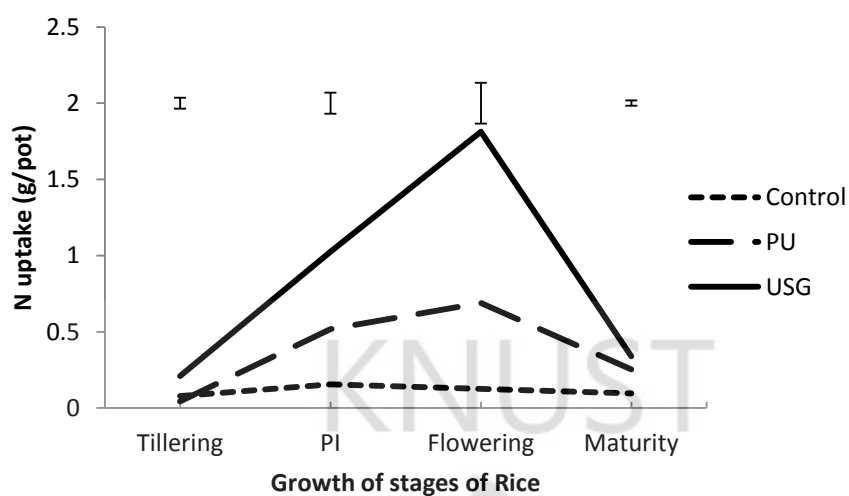 2.5
2
1.5
1
0.5
0
N uptake (g/pot)
Tillering
PI
Flowering
Maturity
Growth of stages of Rice
Control
PU
USG
KNUST